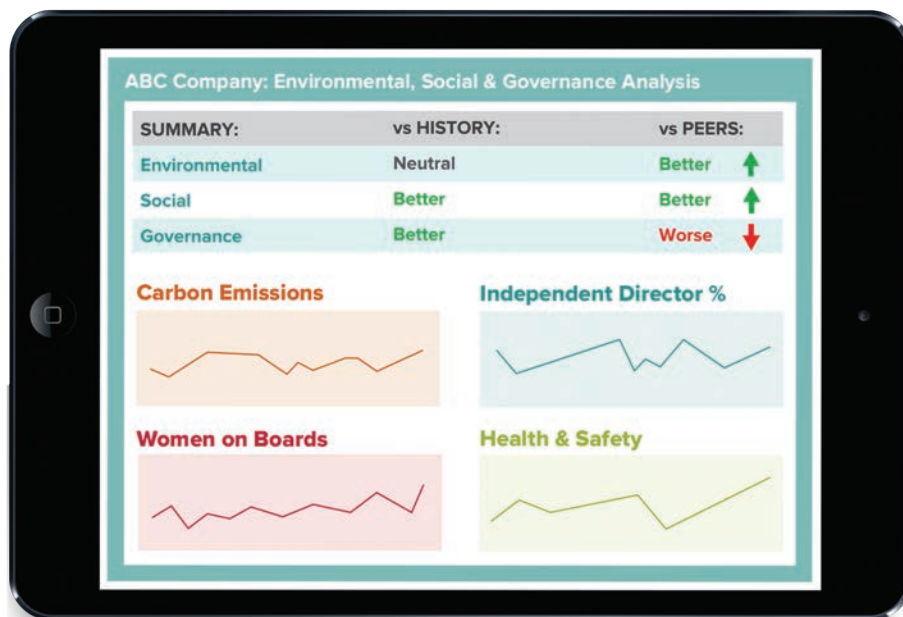 ABC Company: Environmental, Social & Governance Analysis
SUMMARY: vs HISTORY: vs PEERS:
Environmental Neutral Better
Social Better Better
Governance Better Worse
Carbon Emissions Independent Director %
Women on Boards Health & Safety